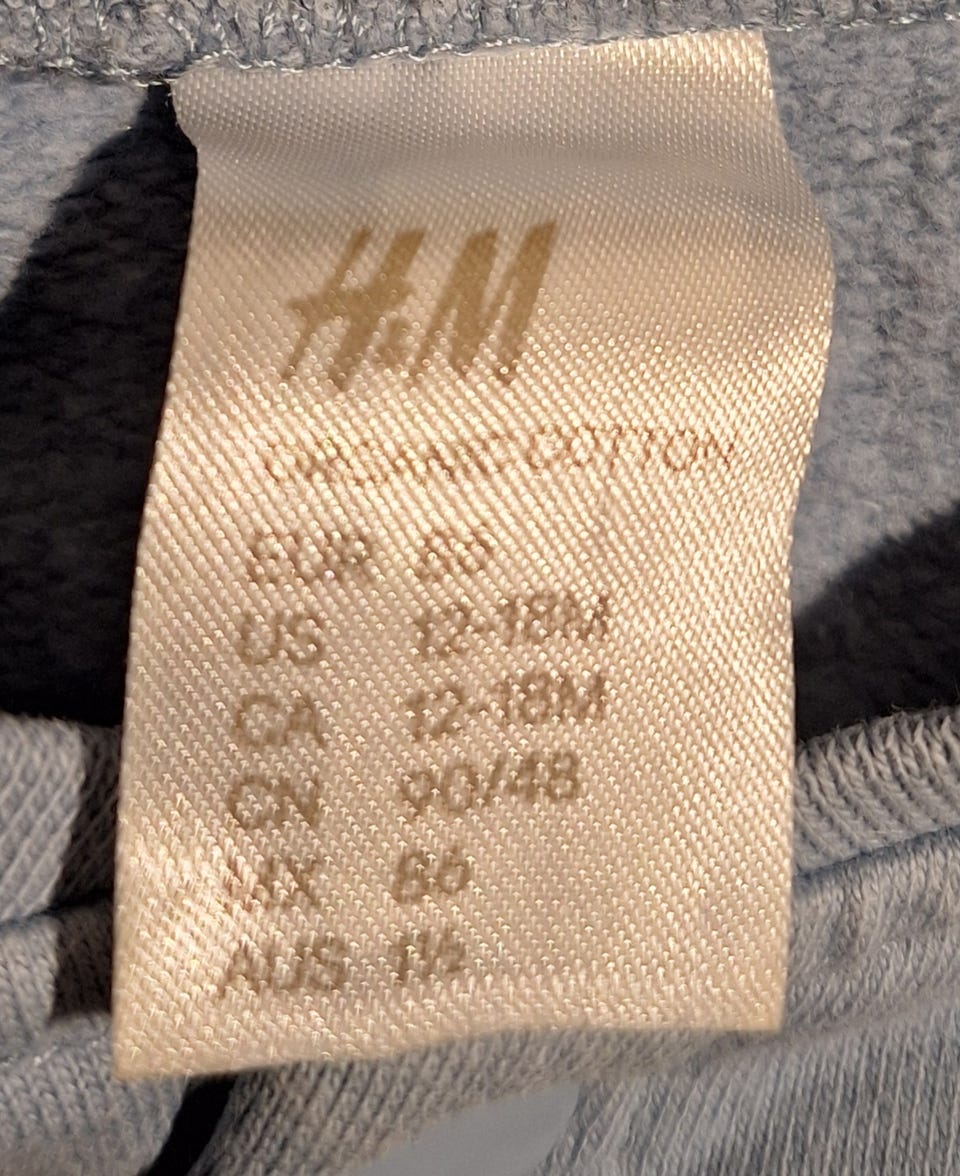 H&M
ORGANIC COTTON
EUR 86
US 12-18M
CA 12-18M
CN 90/48
MX 86
AUS 1½